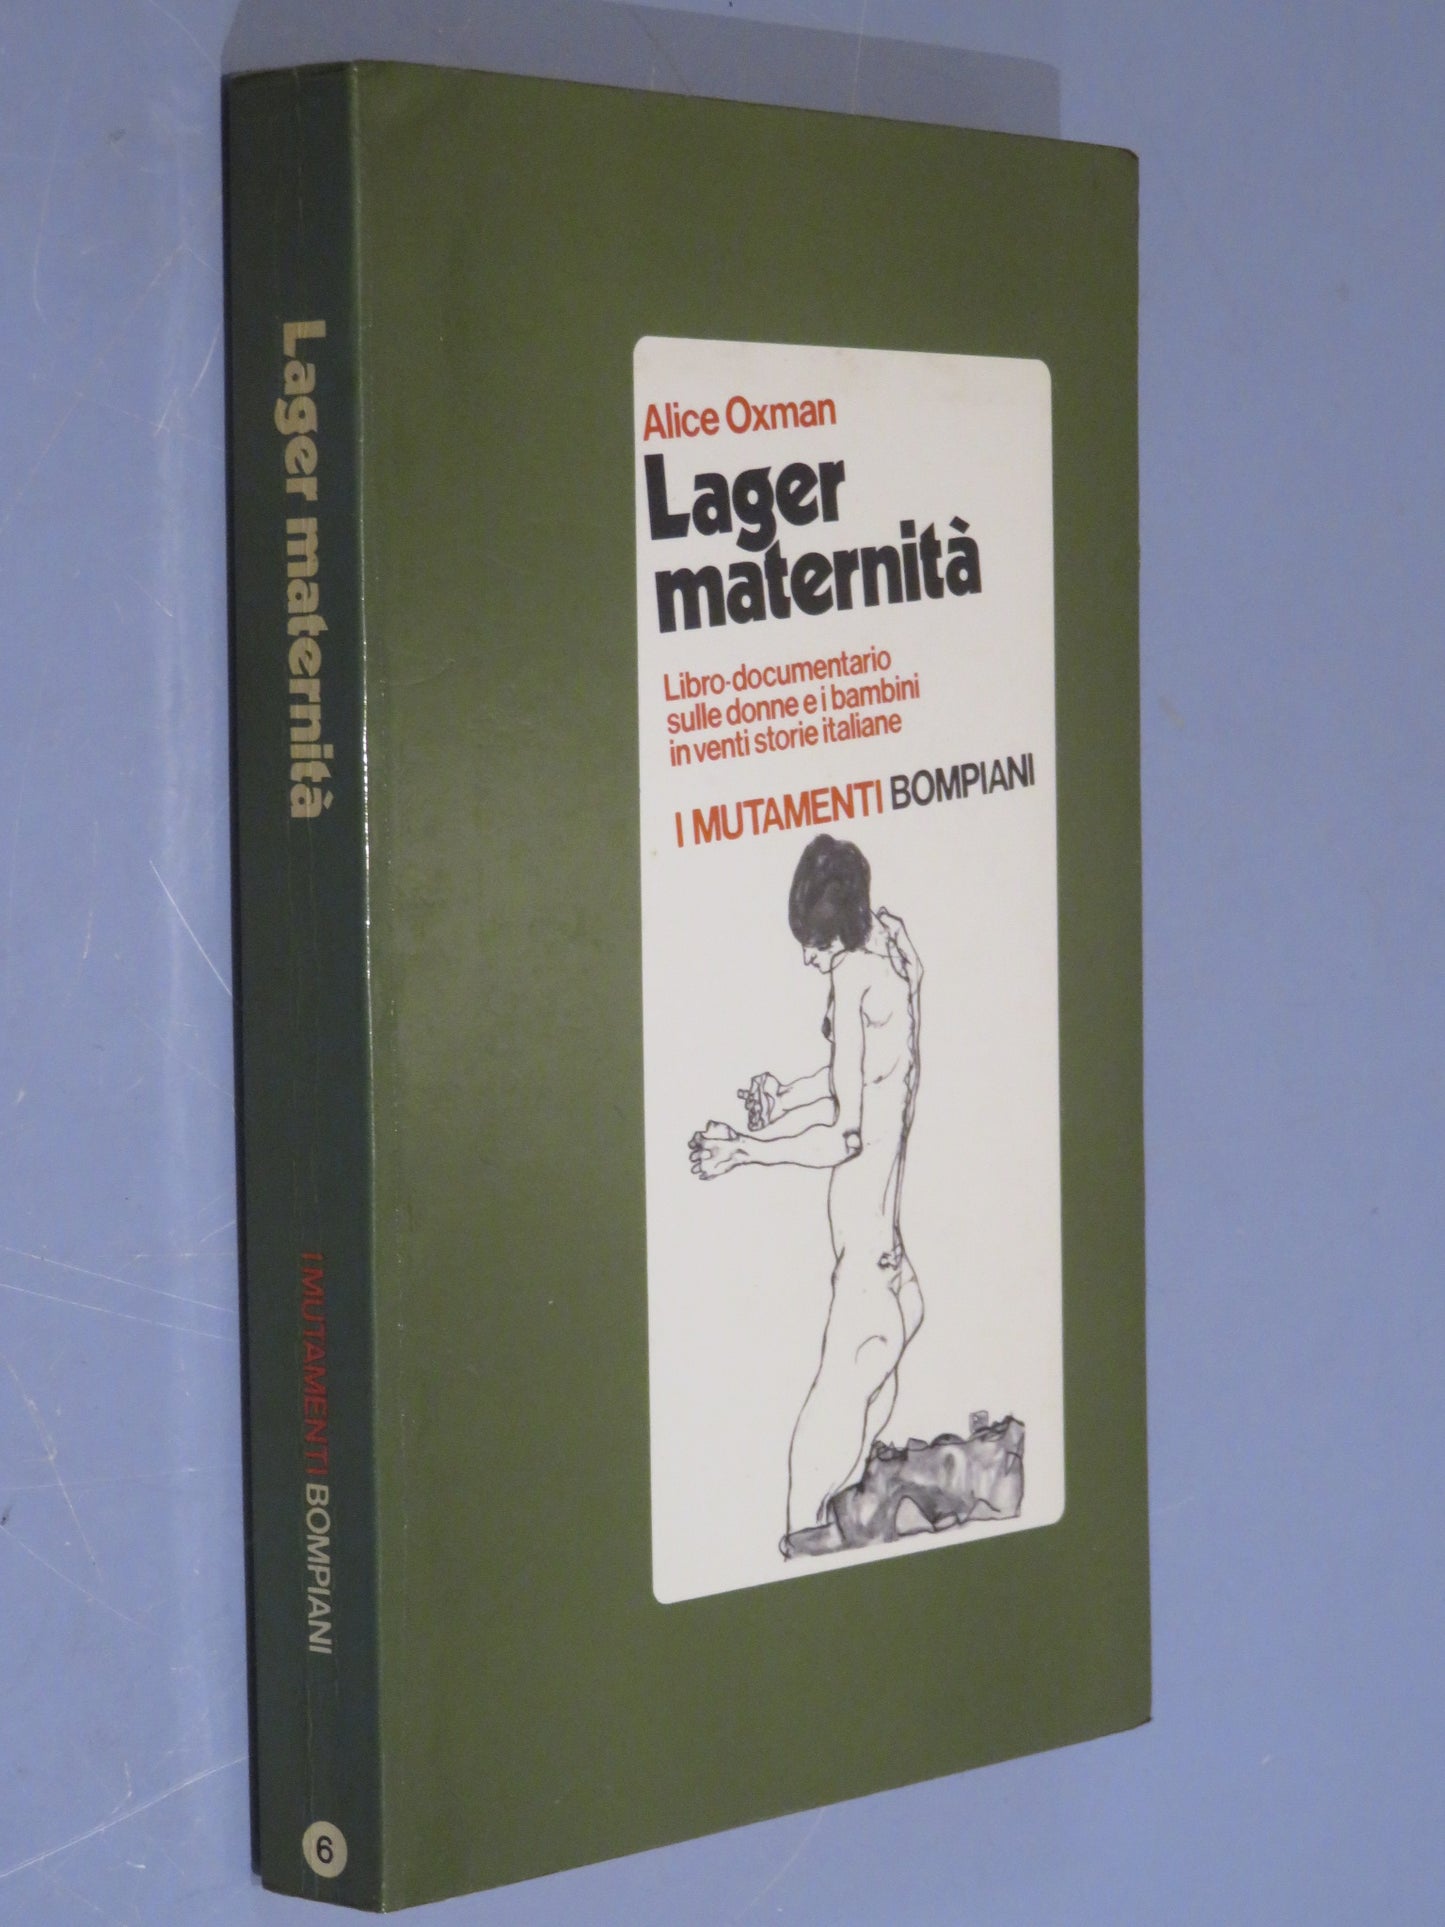 Lager maternità
I MUTAMENTI BOMPIANI
6
Alice Oxman
Lager
maternità
Libro-documentario
sulle donne e i bambini
in venti storie italiane
I MUTAMENTI BOMPIANI